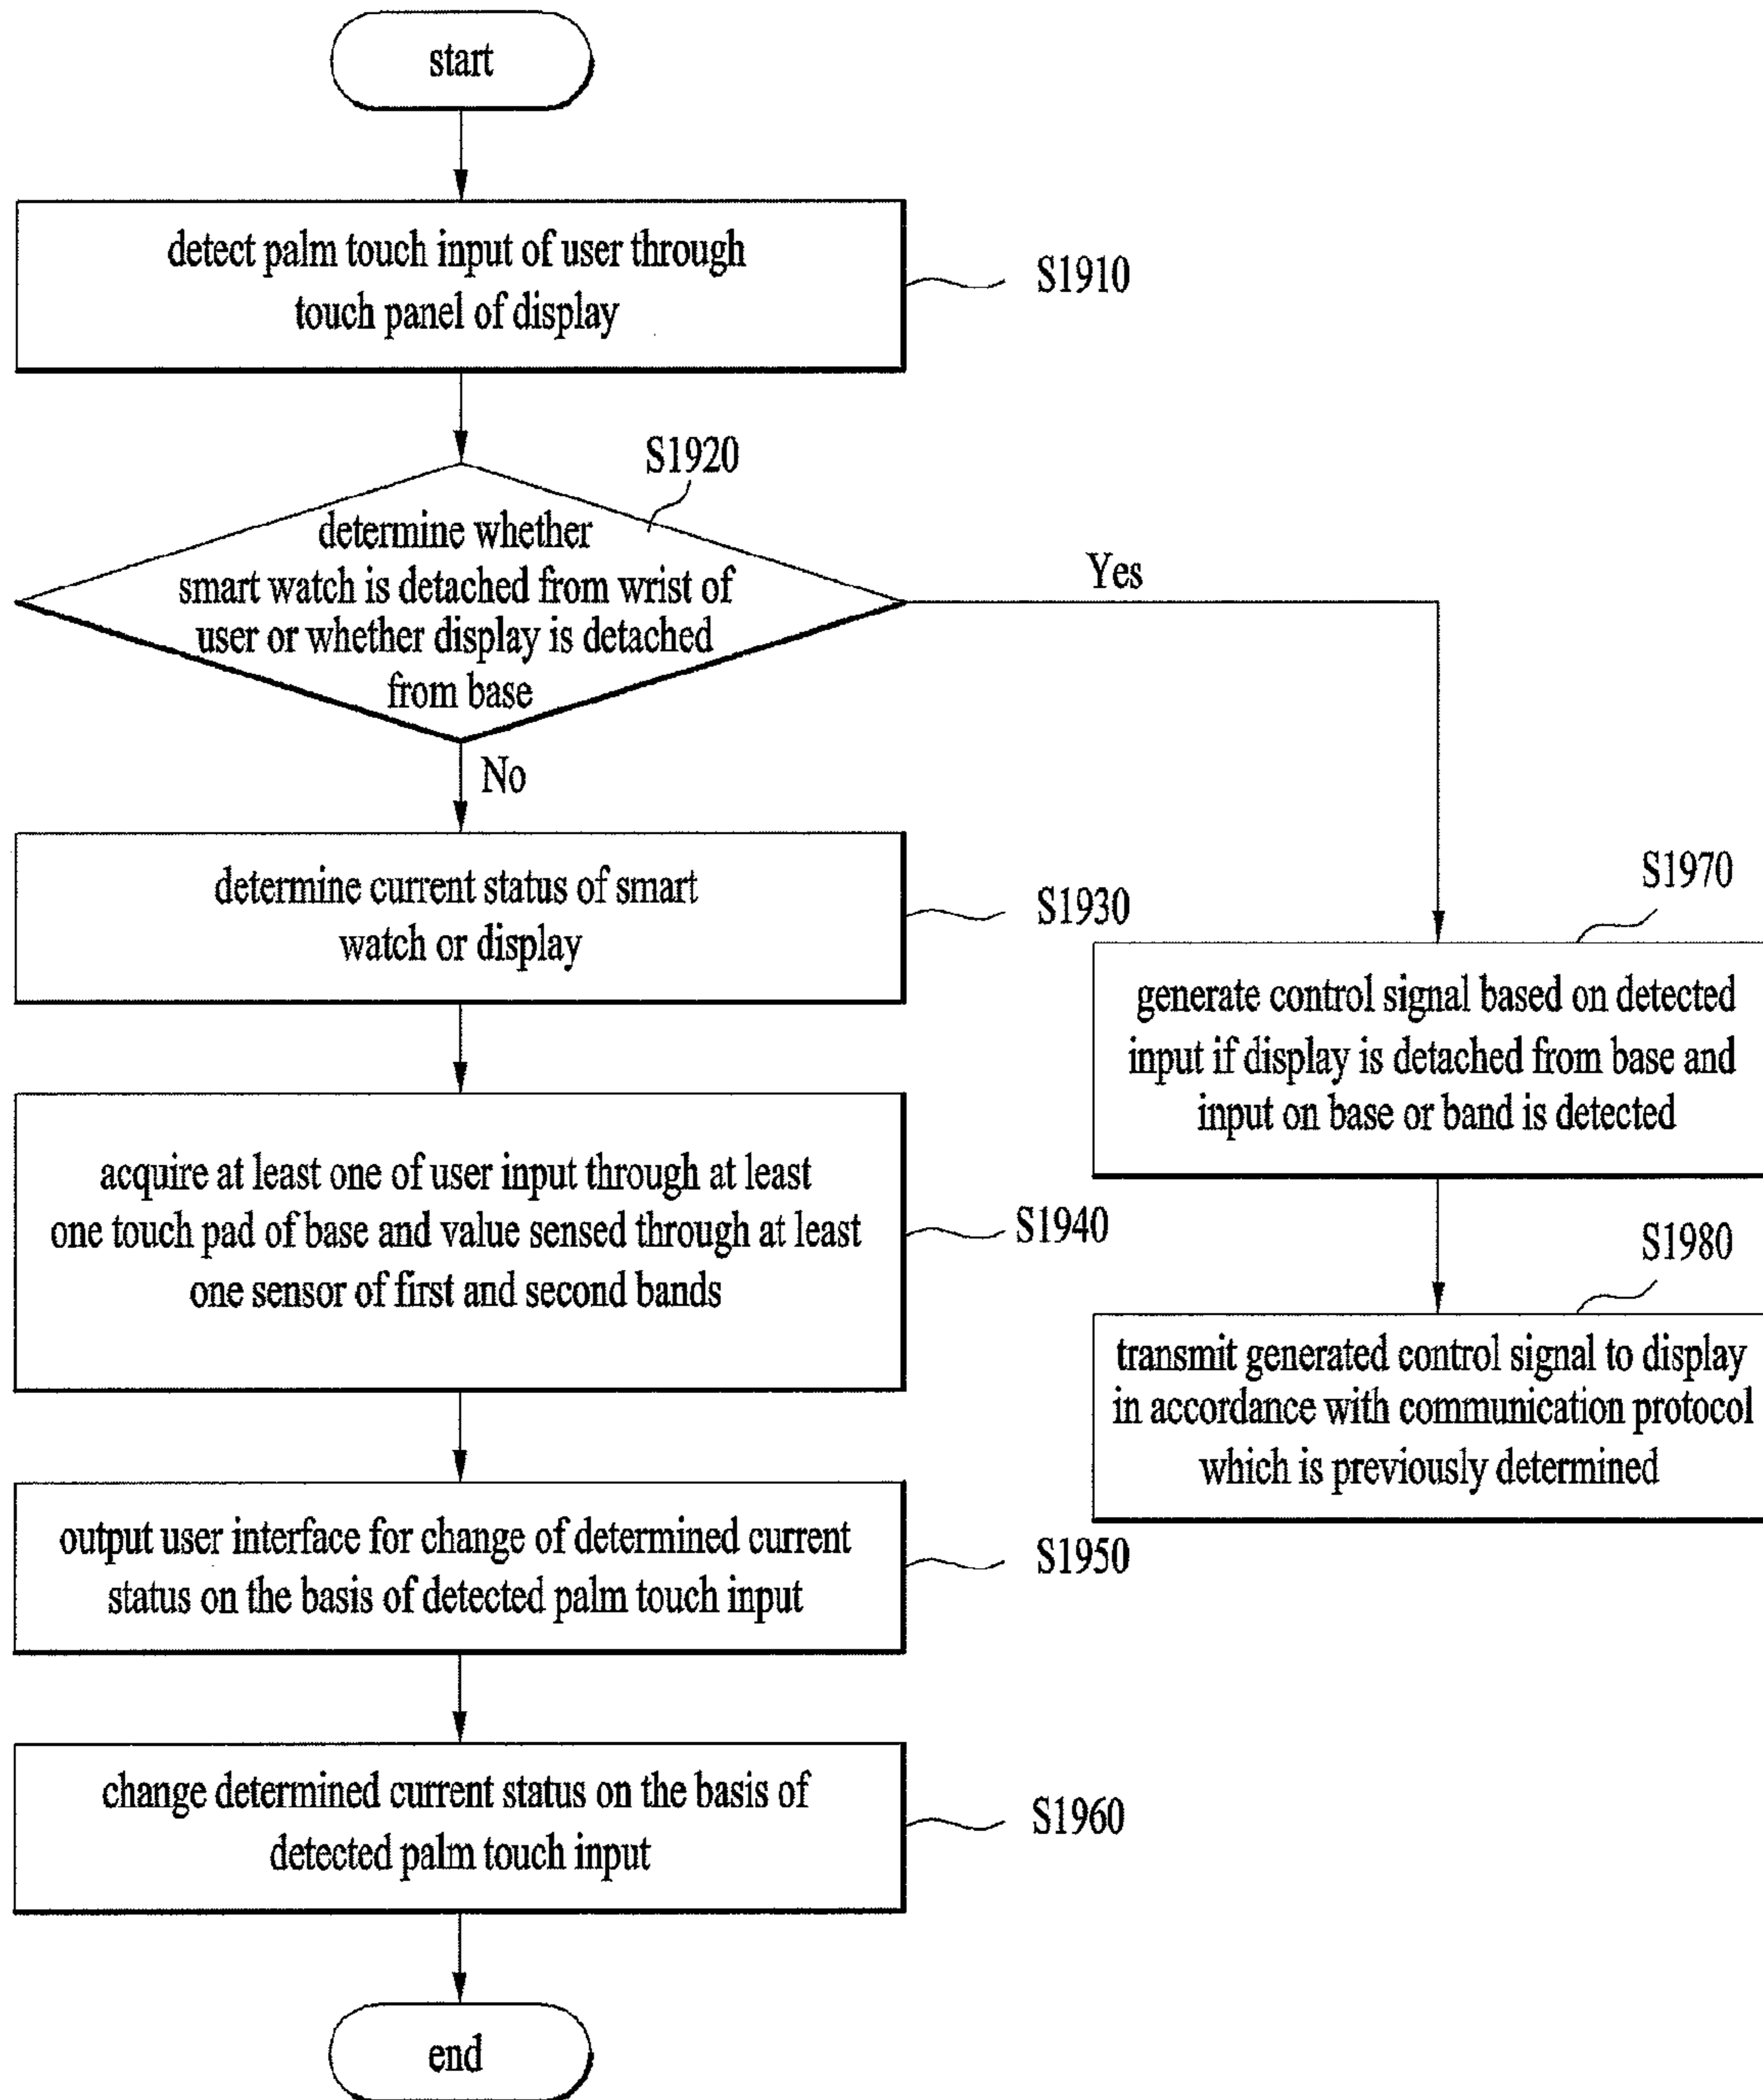 start
detect palm touch input of user through
touch panel of display
S1910
S1920
determine whether
smart watch is detached from wrist of
user or whether display is detached
from base
Yes
No
determine current status of smart
watch or display
S1930
acquire at least one of user input through at least
one touch pad of base and value sensed through at least
one sensor of first and second bands
S1940
output user interface for change of determined current
status on the basis of detected palm touch input
S1950
change determined current status on the basis of
detected palm touch input
S1960
end
S1970
generate control signal based on detected
input if display is detached from base and
input on base or band is detected
S1980
transmit generated control signal to display
in accordance with communication protocol
which is previously determined